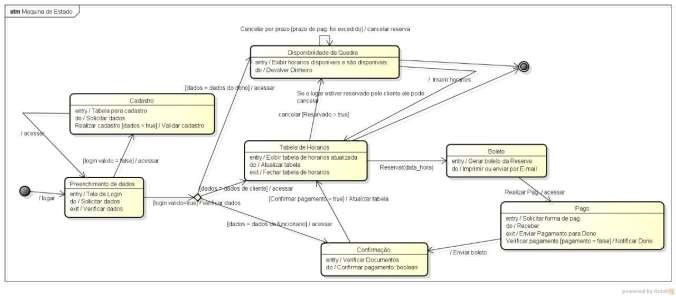 stm Maquina de Estado
Cancelar por prazo [prazo de pag. foi excedido] / cancelar reserva
Disponibilidade da Quadra
entry / Exibir horarios disponiveis e não disponiveis
do / Devolver Dinheiro
[dados = dados do dono] / acessar
/ Inserir horarios
Se o lugar estiver reservado pelo cliente ele pode
cancelar
cancelar [Reservado = true]
Cadastro
entry / Tabela para cadastro
do / Solicitar dados
Realizar cadastro [dados = true] / Validar cadastro
/ acessar
[login valido = false] / acessar
Tabela de Horarios
entry / Exibir tabela de horarios atualizada
do / Atualizar tabela
exit / Fechar tabela de horarios
Reservar(data_hora)
Boleto
entry / Gerar boleto da Reserva
do / Imprimir ou enviar por E-mail
Realizar Pag. / acessar
Preenchimento de dados
entry / Tela de Login
do / Solicitar dados
exit / Verificar dados
/ logar
[login valido=true] / Verificar dados
[dados = dados de cliente] / acessar
[Confirmar pagamento = true] / Atualizar tabela
[dados = dados de funcionario] / acessar
Pago
entry / Solicitar forma de pag.
do / Receber
exit / Enviar Pagamento para Dono
Verificar pagamento [pagamento = false] / Notificar Dono
/ Enviar boleto
Confirmação
entry / Verificar Documentos
do / Confirmar pagamento: boolean
powered by Astah